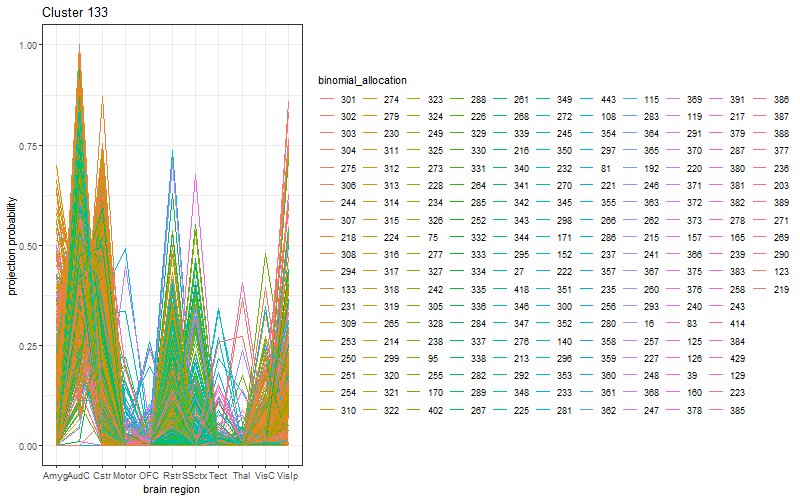 Cluster 133
projection probability
1.00
0.75
0.50
0.25
0.00
Amyg AudC Cstr Motor OFC Rstr SSctx Tect Thal VisC VisIp
brain region
binomial_allocation
301 274 323 288 261 349 443 115 369 391 386
302 279 324 226 268 272 108 283 119 217 387
303 230 249 329 339 245 354 364 291 379 388
304 311 325 330 216 350 297 365 370 287 377
275 312 273 331 340 232 81 192 220 380 236
306 313 228 264 341 270 221 246 371 381 203
244 314 234 285 342 345 355 363 372 382 389
307 315 326 252 343 298 266 262 373 278 271
218 224 75 332 344 171 286 215 157 165 269
308 316 277 333 295 152 237 241 366 239 290
294 317 327 334 27 222 357 367 375 383 123
133 318 242 335 418 351 235 260 376 258 219
231 319 305 336 346 300 256 293 240 243
309 265 328 284 347 352 280 16 83 414
253 214 238 337 276 140 358 257 125 384
250 299 95 338 213 296 359 227 126 429
251 320 255 282 292 353 360 248 39 129
254 321 170 289 348 233 361 368 160 223
310 322 402 267 225 281 362 247 378 385